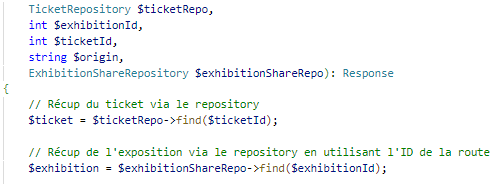 TicketRepository $ticketRepo,
int $exhibitionId,
int $ticketId,
string $origin,
ExhibitionShareRepository $exhibitionShareRepo): Response
{
// Récup du ticket via le repository
$ticket = $ticketRepo->find($ticketId);
// Récup de l'exposition via le repository en utilisant l'ID de la route
$exhibition = $exhibitionShareRepo->find($exhibitionId);